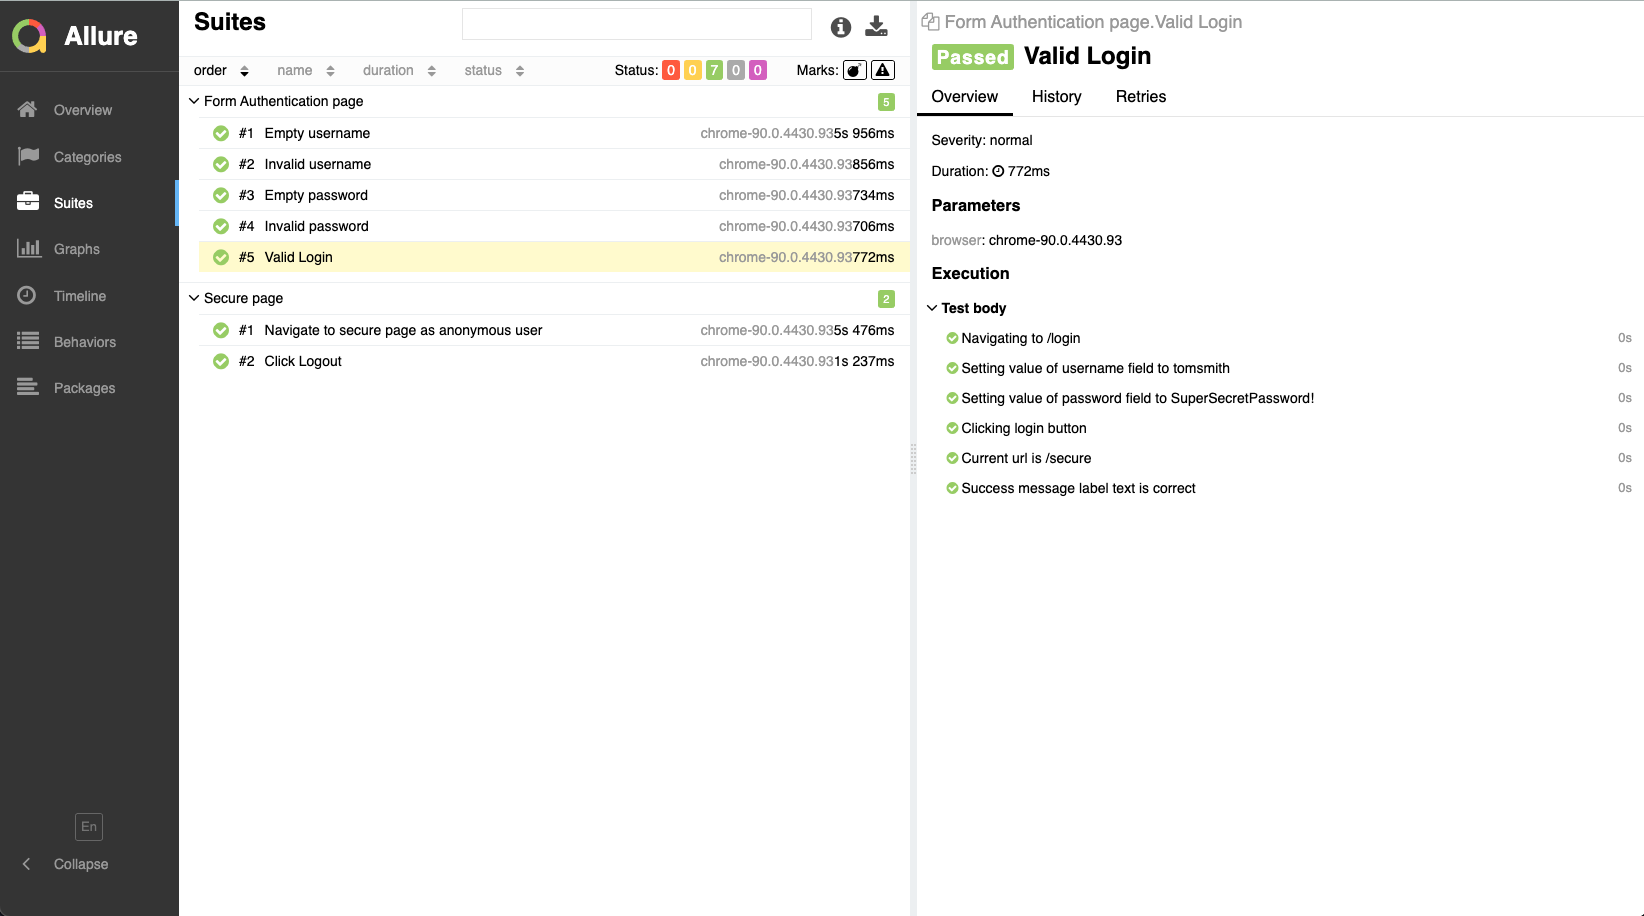 Allure
Overview
Categories
Suites
Graphs
Timeline
Behaviors
Packages
En
Collapse
Suites
order name duration status Status: 0 0 7 0 0 Marks:
Form Authentication page 5
#1 Empty username chrome-90.0.4430.93 5s 956ms
#2 Invalid username chrome-90.0.4430.93 856ms
#3 Empty password chrome-90.0.4430.93 734ms
#4 Invalid password chrome-90.0.4430.93 706ms
#5 Valid Login chrome-90.0.4430.93 772ms
Secure page 2
#1 Navigate to secure page as anonymous user chrome-90.0.4430.93 5s 476ms
#2 Click Logout chrome-90.0.4430.93 1s 237ms
Form Authentication page.Valid Login
Passed Valid Login
Overview History Retries
Severity: normal
Duration: 772ms
Parameters
browser: chrome-90.0.4430.93
Execution
Test body
Navigating to /login 0s
Setting value of username field to tomsmith 0s
Setting value of password field to SuperSecretPassword! 0s
Clicking login button 0s
Current url is /secure 0s
Success message label text is correct 0s